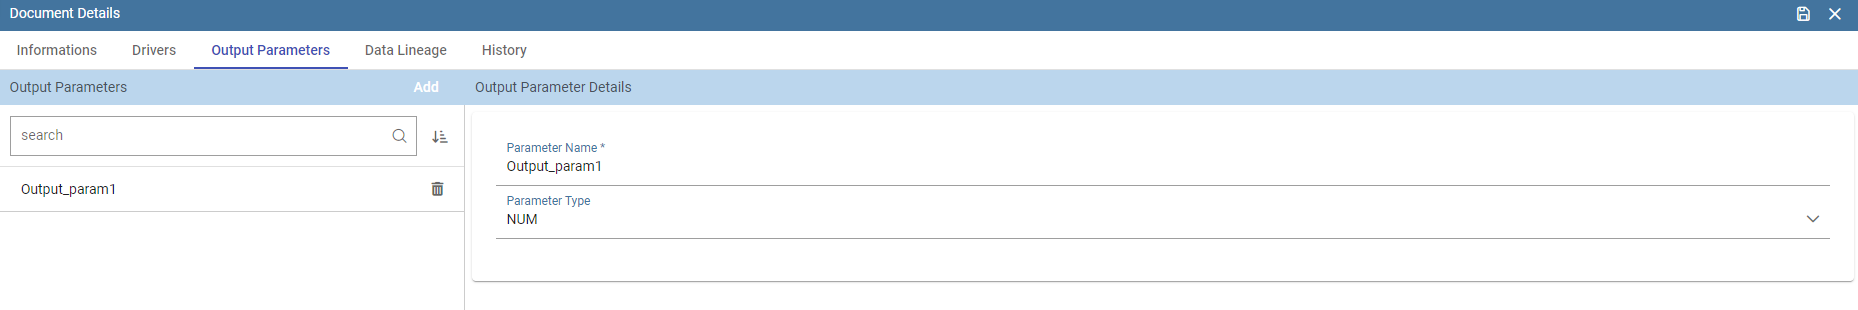 Document Details
Informations Drivers Output Parameters Data Lineage History
Output Parameters Add
Output Parameter Details
search
Output_param1
Parameter Name *
Output_param1
Parameter Type
NUM